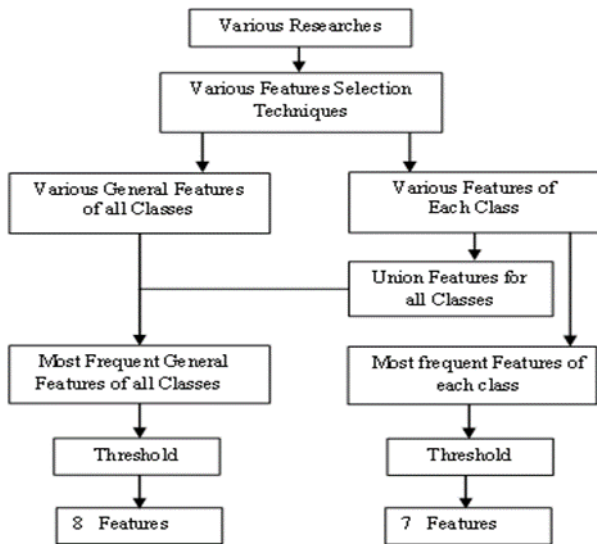 Various Researches
Various Features Selection
Techniques
Various General Features
of all Classes
Various Features of
Each Class
Union Features for
all Classes
Most Frequent General
Features of all Classes
Most frequent Features of
each class
Threshold
Threshold
8 Features
7 Features